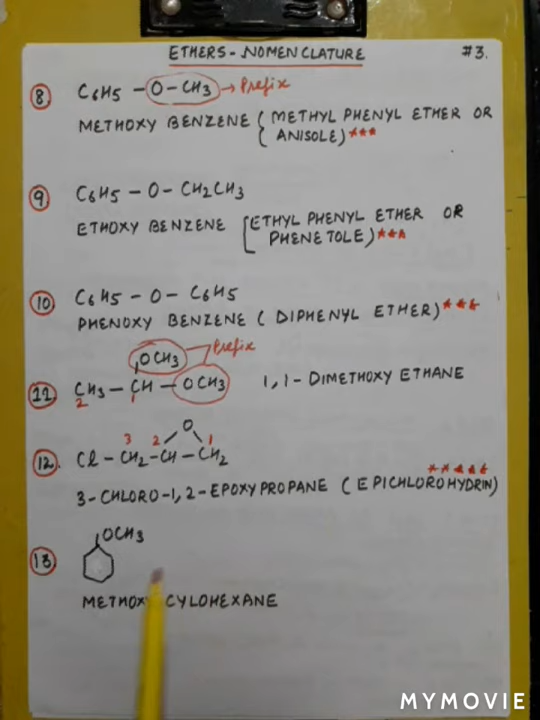 ETHERS - NOMENCLATURE #3.
8 C6H5 - O - CH3 → Prefix
METHOXY BENZENE ( METHYL PHENYL ETHER OR
ANISOLE) ***
9 C6H5 - O - CH2CH3
ETHOXY BENZENE [ETHYL PHENYL ETHER OR
PHENETOLE) ***
10 C6H5 - O - C6H5
PHENOXY BENZENE ( DIPHENYL ETHER) ***
OCH3 Prefix
11 CH3 - CH - OCH3 1,1- DIMETHOXY ETHANE
2 1
O
3 2 1
12. Cl - CH2 - CH - CH2
*****
3-CHLORO-1,2-EPOXY PROPANE ( EPICHLOROHYDRIN)
OCH3
13
METHOXY CYLOHEXANE
MYMOVIE